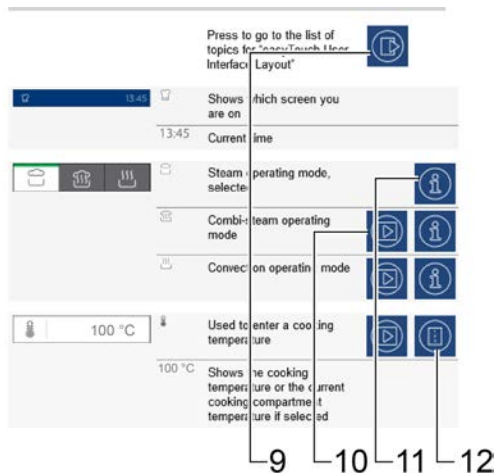 Press to go to the list of
topics for "easyTouch User
Interface Layout"
13:45
Shows which screen you
are on
13:45
Current time
Steam operating mode,
selected
Combi-steam operating
mode
Convection operating mode
100 °C
Used to enter a cooking
temperature
100 °C
Shows the cooking
temperature or the current
cooking compartment
temperature if selected
9
10
11
12